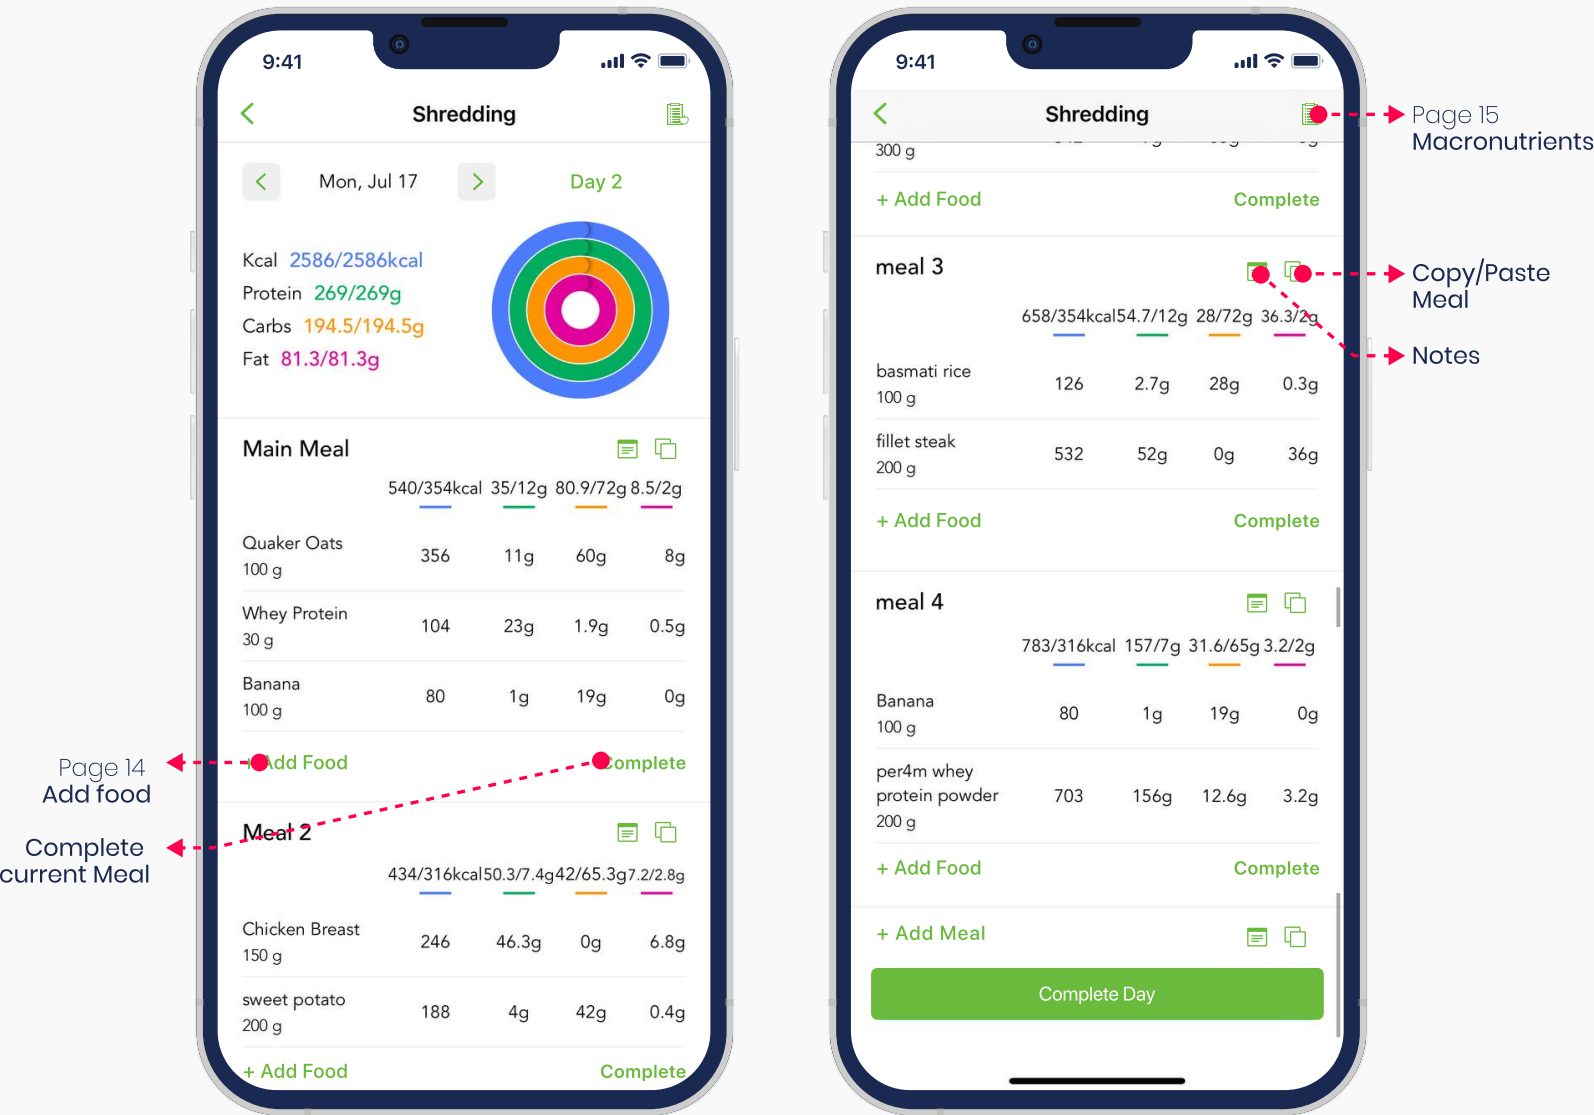 9:41
Shredding
Mon, Jul 17
Day 2
Kcal 2586/2586kcal
Protein 269/269g
Carbs 194.5/194.5g
Fat 81.3/81.3g
Main Meal
540/354kcal 35/12g 80.9/72g 8.5/2g
Quaker Oats
100 g
356 11g 60g 8g
Whey Protein
30 g
104 23g 1.9g 0.5g
Banana
100 g
80 1g 19g 0g
+ Add Food Complete
Page 14
Add food
Complete
current Meal
Meal 2
434/316kcal 50.3/7.4g 42/65.3g 7.2/2.8g
Chicken Breast
150 g
246 46.3g 0g 6.8g
sweet potato
200 g
188 4g 42g 0.4g
+ Add Food Complete
9:41
Shredding
Page 15
Macronutrients
300 g
+ Add Food Complete
meal 3
Copy/Paste
Meal
Notes
658/354kcal 54.7/12g 28/72g 36.3/2g
basmati rice
100 g
126 2.7g 28g 0.3g
fillet steak
200 g
532 52g 0g 36g
+ Add Food Complete
meal 4
783/316kcal 157/7g 31.6/65g 3.2/2g
Banana
100 g
80 1g 19g 0g
per4m whey
protein powder
200 g
703 156g 12.6g 3.2g
+ Add Food Complete
+ Add Meal
Complete Day